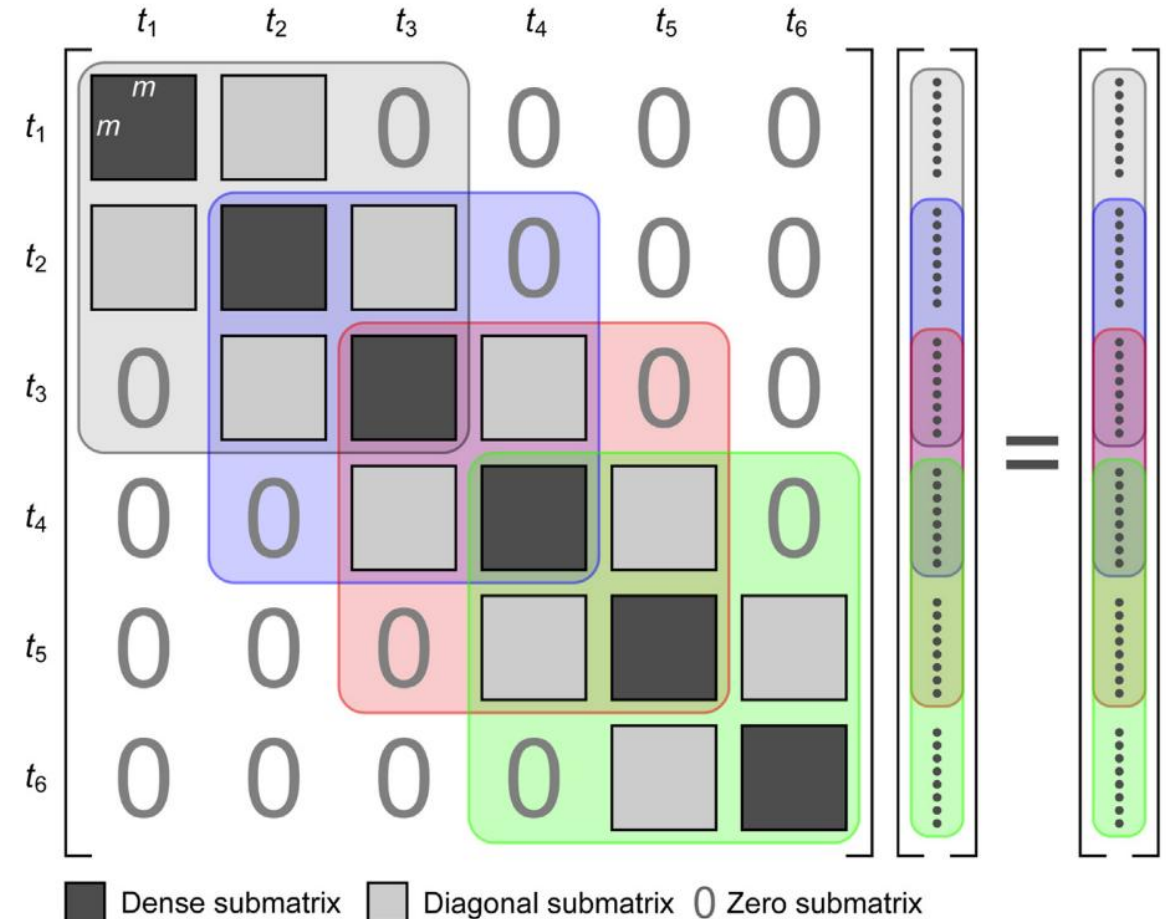 t1 t2 t3 t4 t5 t6
m
t1 m 0 0 0 0
t2 0 0 0
t3 0 0 0
t4 0 0 0
t5 0 0 0
t6 0 0 0 0
=
Dense submatrix Diagonal submatrix 0 Zero submatrix